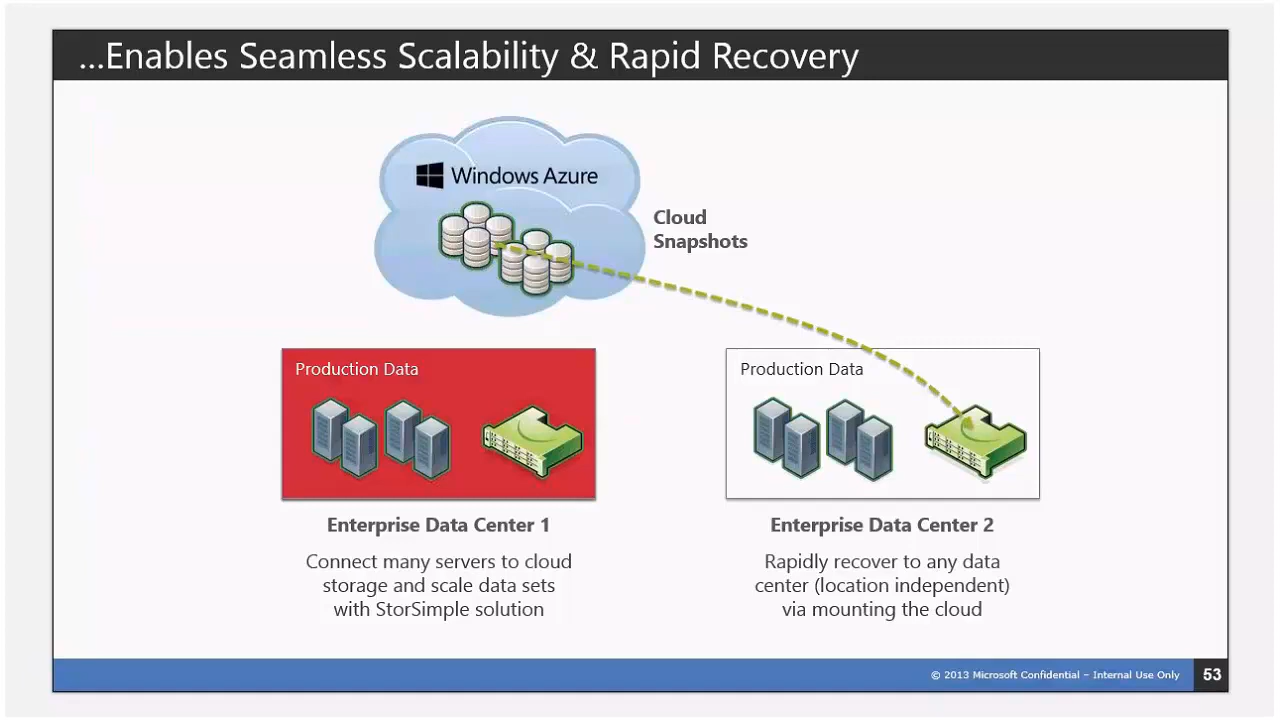 ...Enables Seamless Scalability & Rapid Recovery
Windows Azure
Cloud
Snapshots
Production Data
Enterprise Data Center 1
Connect many servers to cloud
storage and scale data sets
with StorSimple solution
Production Data
Enterprise Data Center 2
Rapidly recover to any data
center (location independent)
via mounting the cloud
© 2013 Microsoft Confidential – Internal Use Only
53